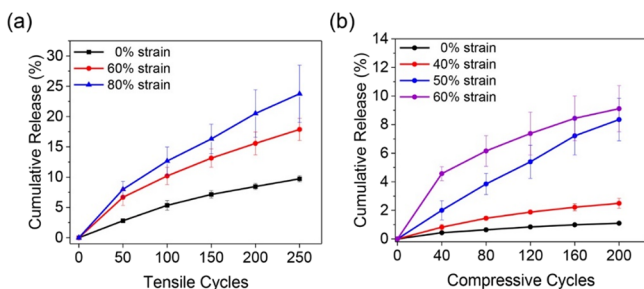 (a)
Cumulative Release (%)
30
25
20
15
10
5
0
0% strain
60% strain
80% strain
0 50 100 150 200 250
Tensile Cycles
(b)
Cumulative Release (%)
14
12
10
8
6
4
2
0
0% strain
40% strain
50% strain
60% strain
0 40 80 120 160 200
Compressive Cycles